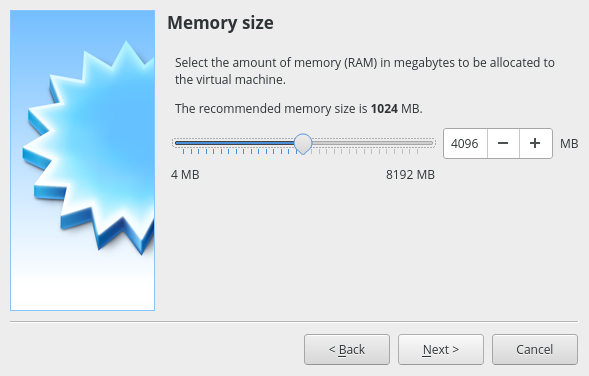 Memory size
Select the amount of memory (RAM) in megabytes to be allocated to
the virtual machine.
The recommended memory size is 1024 MB.
4096 MB
4 MB 8192 MB
< Back Next > Cancel